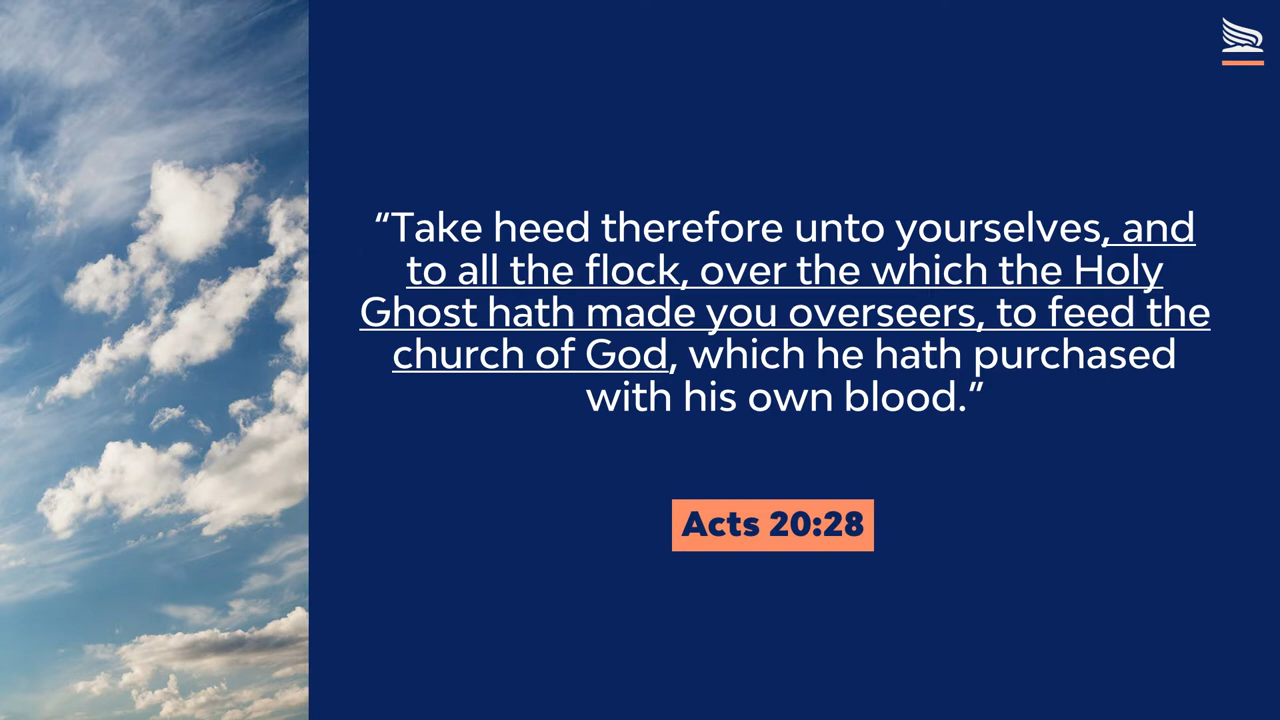 “Take heed therefore unto yourselves, and
to all the flock, over the which the Holy
Ghost hath made you overseers, to feed the
church of God, which he hath purchased
with his own blood.”
Acts 20:28